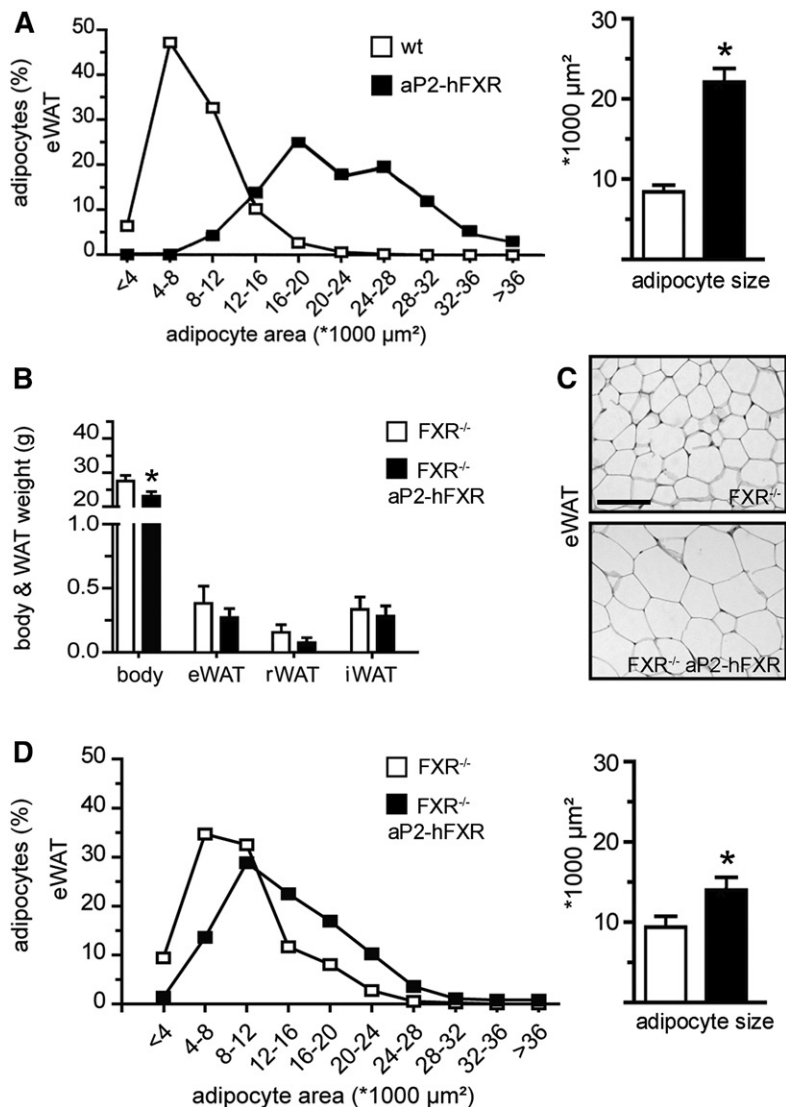 A
adipocytes (%)
eWAT
50
40
30
20
10
0
<4
4-8
8-12
12-16
16-20
20-24
24-28
28-32
32-36
>36
adipocyte area (*1000 µm²)
wt
aP2-hFXR
*1000 µm²
30
20
10
0
*
adipocyte size
B
body & WAT weight (g)
40
30
20
1.0
0.5
0.0
*
body
eWAT
rWAT
iWAT
FXR-/-
FXR-/-
aP2-hFXR
C
eWAT
FXR-/-
FXR-/- aP2-hFXR
D
adipocytes (%)
eWAT
50
40
30
20
10
0
<4
4-8
8-12
12-16
16-20
20-24
24-28
28-32
32-36
>36
adipocyte area (*1000 µm²)
FXR-/-
FXR-/-
aP2-hFXR
*1000 µm²
30
20
10
0
*
adipocyte size